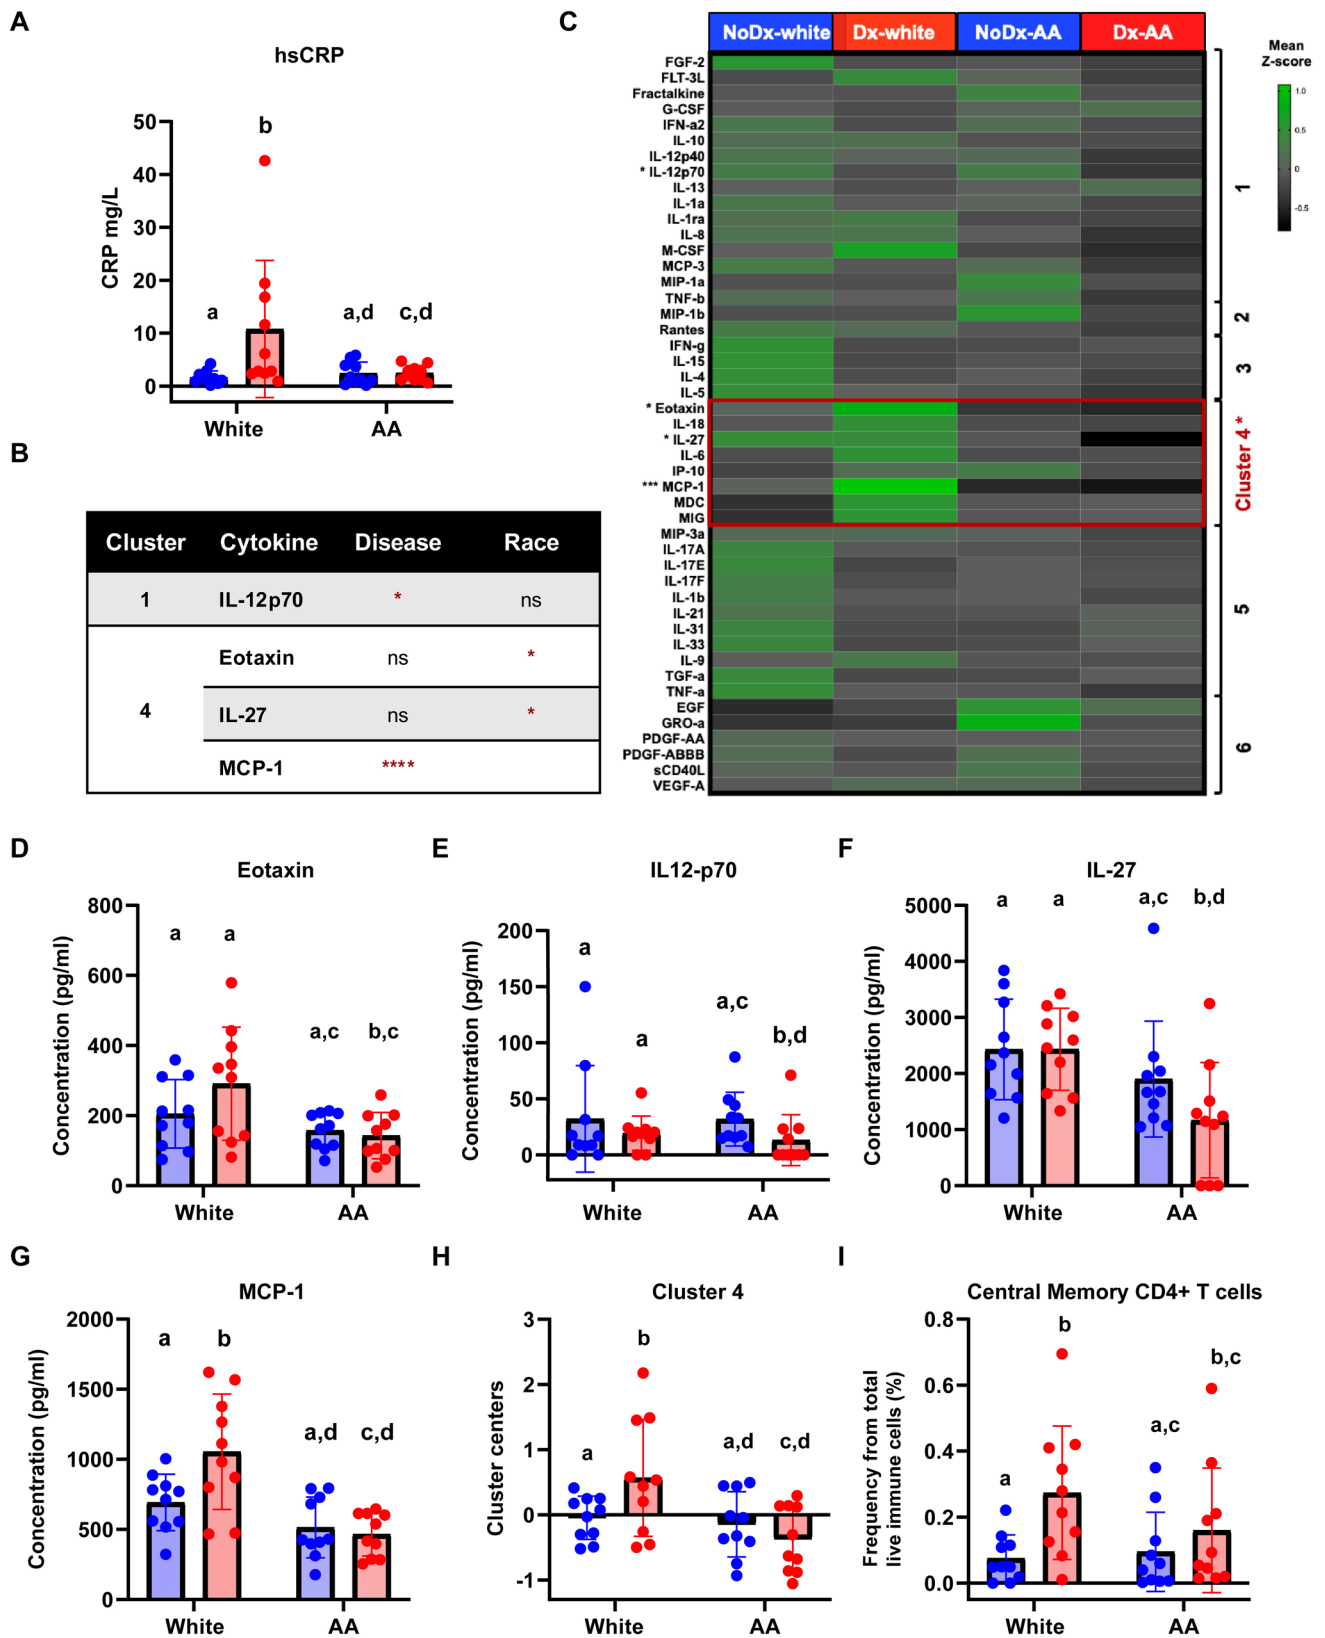 A
hsCRP
CRP mg/L
50
40
30
20
10
0
a
b
a,d
c,d
White
AA
B
Cluster Cytokine Disease Race
1 IL-12p70 * ns
4
Eotaxin ns *
IL-27 ns *
MCP-1 ****
C
NoDx-white Dx-white NoDx-AA Dx-AA
FGF-2
FLT-3L
Fractalkine
G-CSF
IFN-a2
IL-10
IL-12p40
* IL-12p70
IL-13
IL-1a
IL-1ra
IL-8
M-CSF
MCP-3
MIP-1a
TNF-b
MIP-1b
Rantes
IFN-g
IL-15
IL-4
IL-5
* Eotaxin
IL-18
* IL-27
IL-6
IP-10
*** MCP-1
MDC
MIG
MIP-3a
IL-17A
IL-17E
IL-17F
IL-1b
IL-21
IL-31
IL-33
IL-9
TGF-a
TNF-a
EGF
GRO-a
PDGF-AA
PDGF-ABBB
sCD40L
VEGF-A
1
2
3
Cluster 4 *
5
6
Mean
Z-score
1.0
0.5
0
-0.5
D
Eotaxin
Concentration (pg/ml)
800
600
400
200
0
a
a
a,c
b,c
White
AA
E
IL12-p70
Concentration (pg/ml)
200
150
100
50
0
a
a
a,c
b,d
White
AA
F
IL-27
Concentration (pg/ml)
5000
4000
3000
2000
1000
0
a
a
a,c
b,d
White
AA
G
MCP-1
Concentration (pg/ml)
2000
1500
1000
500
0
a
b
a,d
c,d
White
AA
H
Cluster 4
Cluster centers
3
2
1
0
-1
a
b
a,d
c,d
White
AA
I
Central Memory CD4+ T cells
Frequency from total
live immune cells (%)
0.8
0.6
0.4
0.2
0.0
a
b
a,c
b,c
White
AA